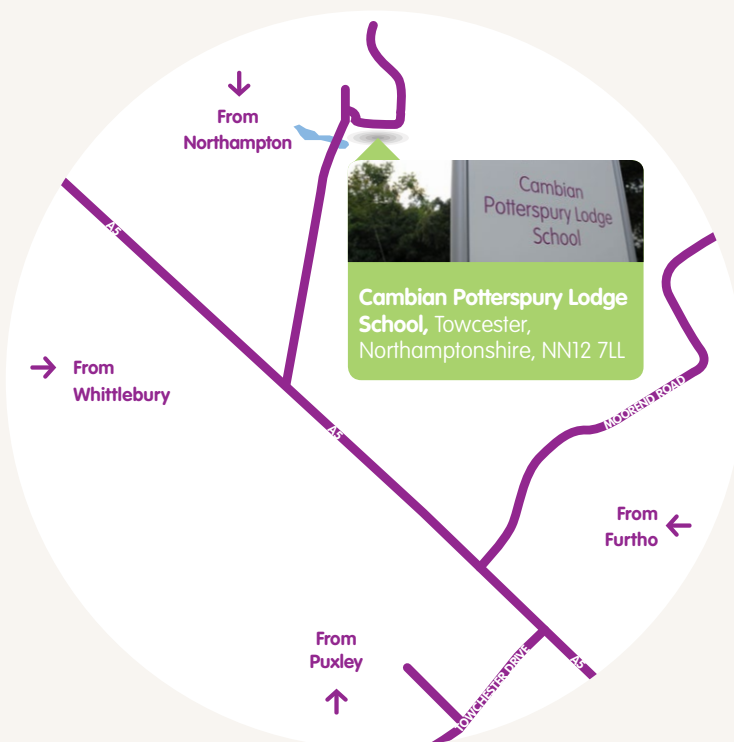 From
Northampton
Cambian
Potterspury Lodge
School
A5
Cambian Potterspury Lodge
School, Towcester,
Northamptonshire, NN12 7LL
From
Whittlebury
MOOREND ROAD
A5
From
Furtho
From
Puxley
TOWCHESTER DRIVE
A5